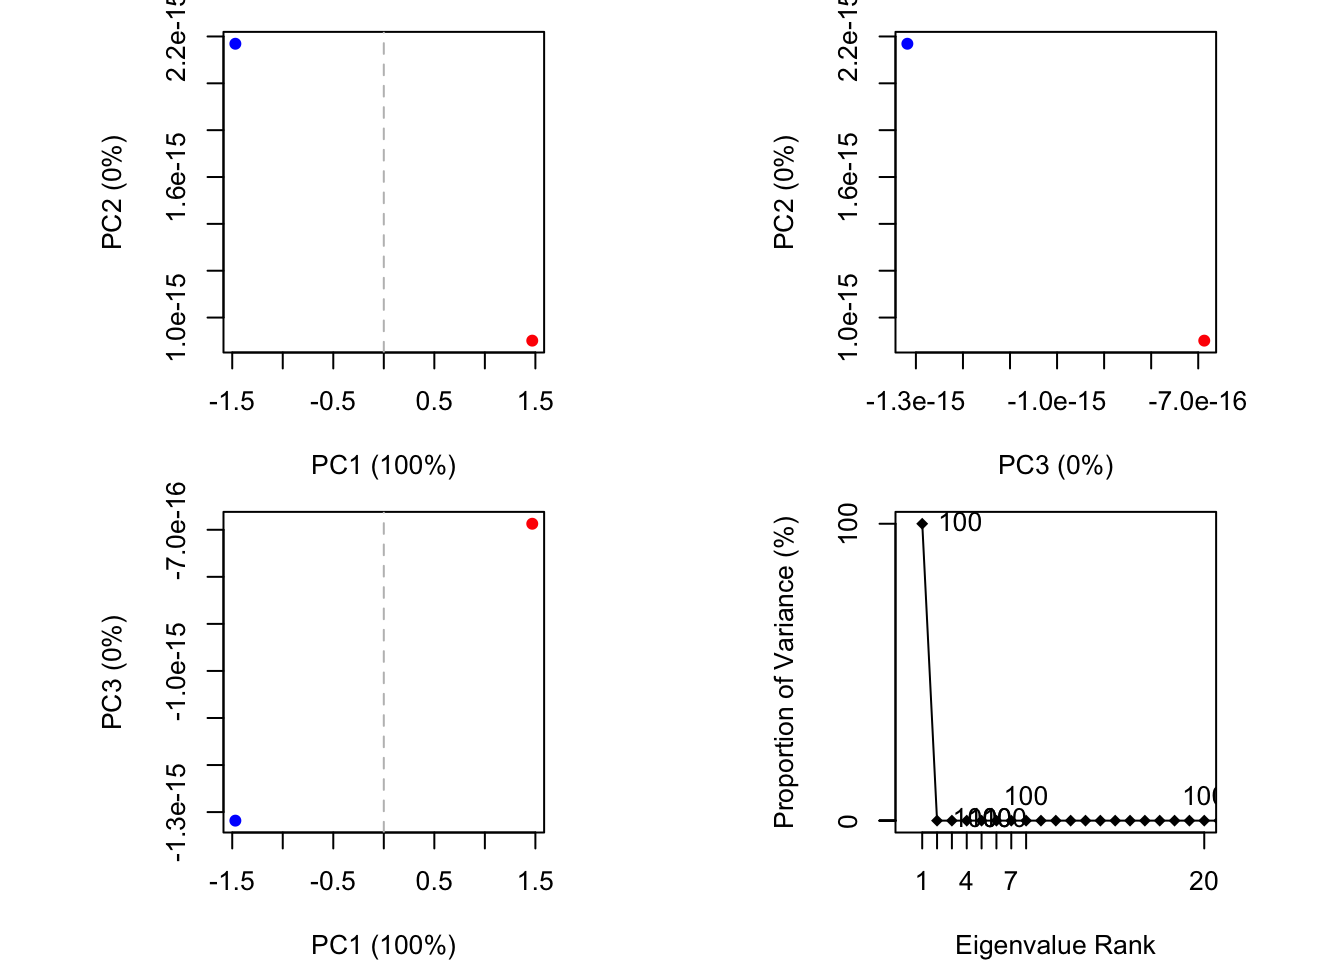 PC2 (0%)
1.0e-15
1.6e-15
2.2e-15
-1.5
-0.5
0.5
1.5
PC1 (100%)
PC2 (0%)
1.0e-15
1.6e-15
2.2e-15
-1.3e-15
-1.0e-15
-7.0e-16
PC3 (0%)
PC3 (0%)
-1.3e-15
-1.0e-15
-7.0e-16
-1.5
-0.5
0.5
1.5
PC1 (100%)
Proportion of Variance (%)
0
100
100
100
1
4
7
20
Eigenvalue Rank